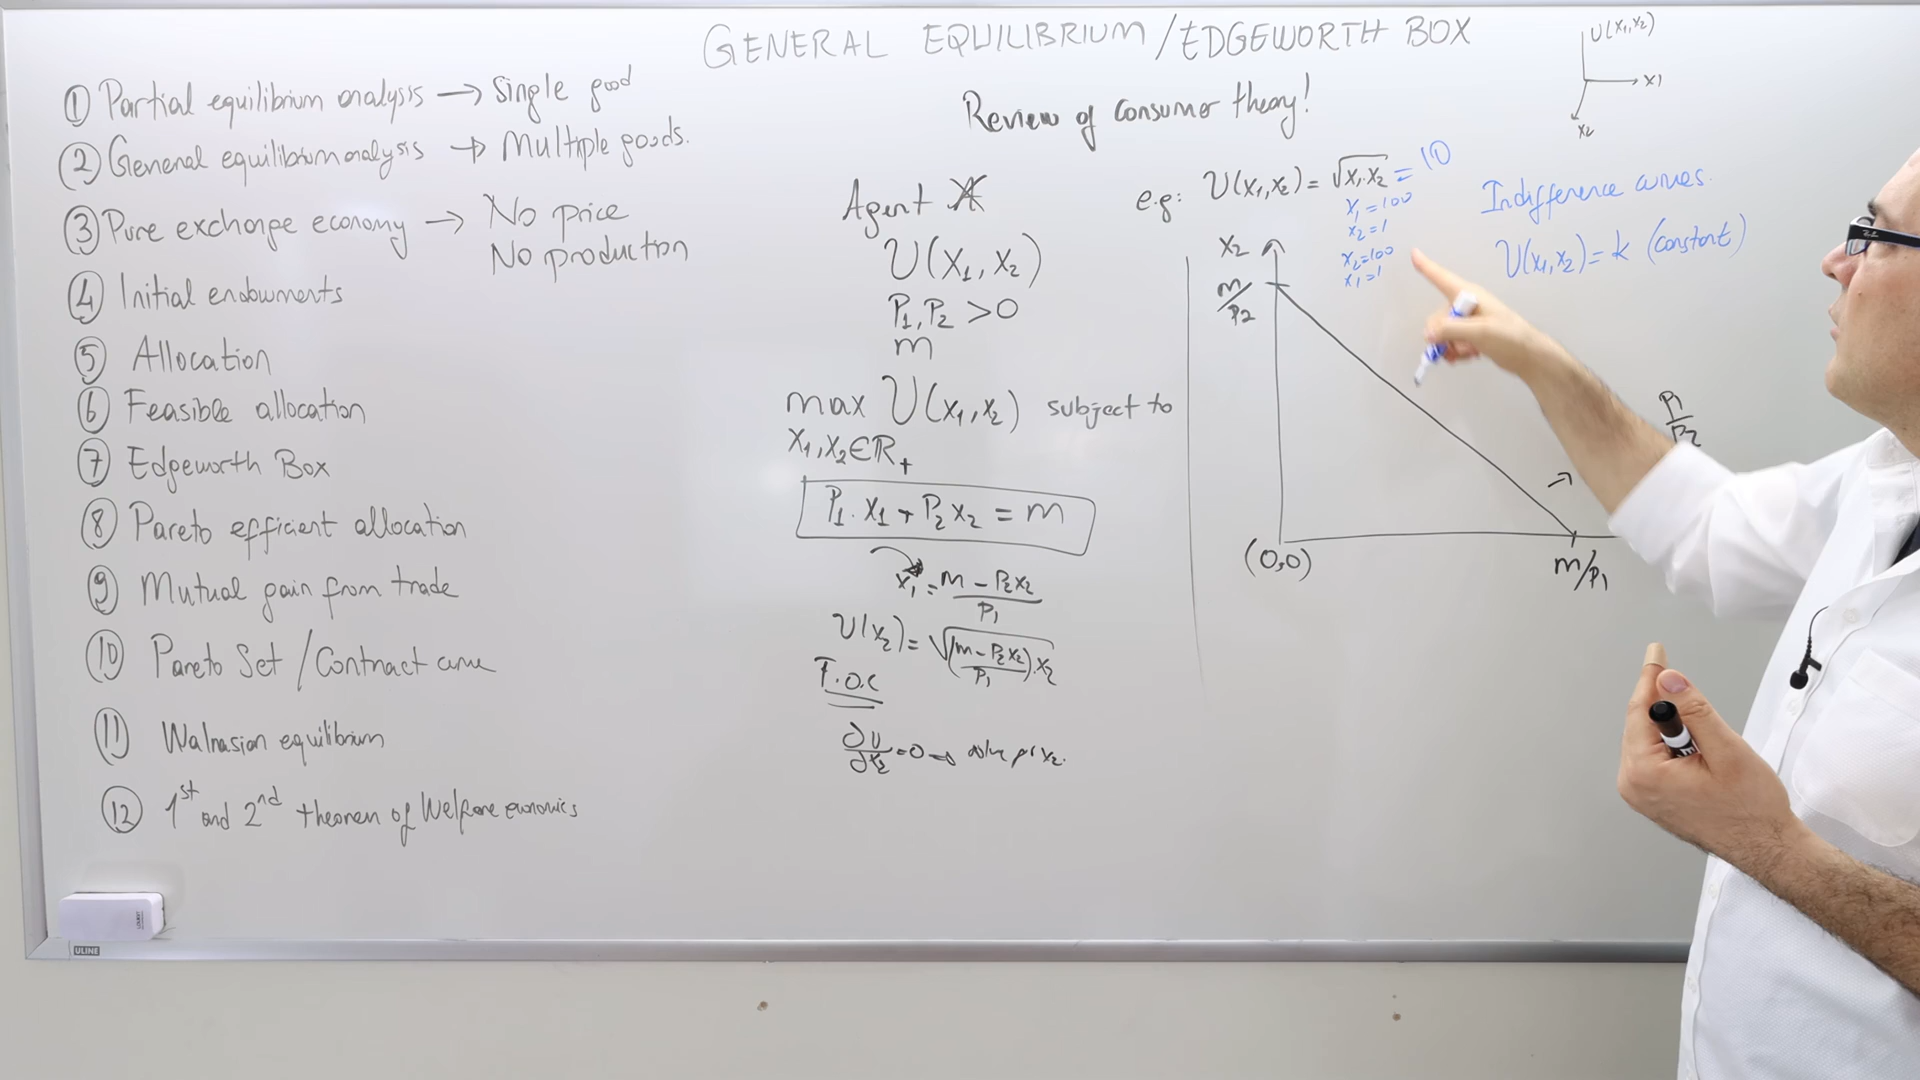 GENERAL EQUILIBRIUM/EDGEWORTH BOX
① Partial equilibrium analysis → Single good
② General equilibrium analysis → Multiple goods.
③ Pure exchange economy → No price
No production
④ Initial endowments
⑤ Allocation
⑥ Feasible allocation
⑦ Edgeworth Box
⑧ Pareto efficient allocation
⑨ Mutual gain from trade
⑩ Pareto Set / Contract curve
⑪ Walrasian equilibrium
⑫ 1st and 2nd theorem of Welfare economics
ULINE
Review of consumer theory!
Agent A
U(x1, x2)
P1, P2 > 0
m
max U(x1, x2) subject to
x1, x2 ∈ R+
P1. x1 + P2 x2 = m
x1 = m - P2x2 / P1
U(x2) = √(m - P2x2 / P1).x2
F.O.C
∂U/∂x2 = 0 → solve for x2.
e.g: U(x1,x2) = √x1.x2 = 10
x1 = 100
x2 = 1
x2 = 100
x1 = 1
x2
m/P2
(0,0)
m/P1
P1/P2
U(x1,x2)
x1
x2
Indifference curves.
U(x1,x2) = k (constant)